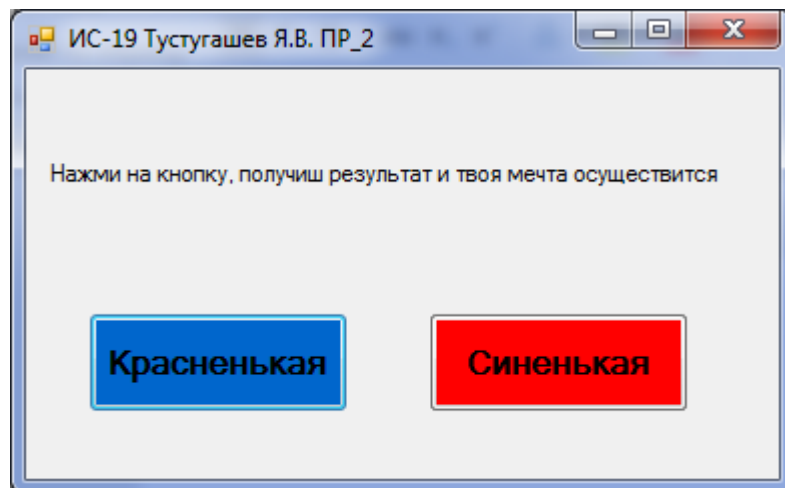 ИС-19 Тустугашев Я.В. ПР_2
Нажми на кнопку, получиш результат и твоя мечта осуществится
Красненькая
Синенькая